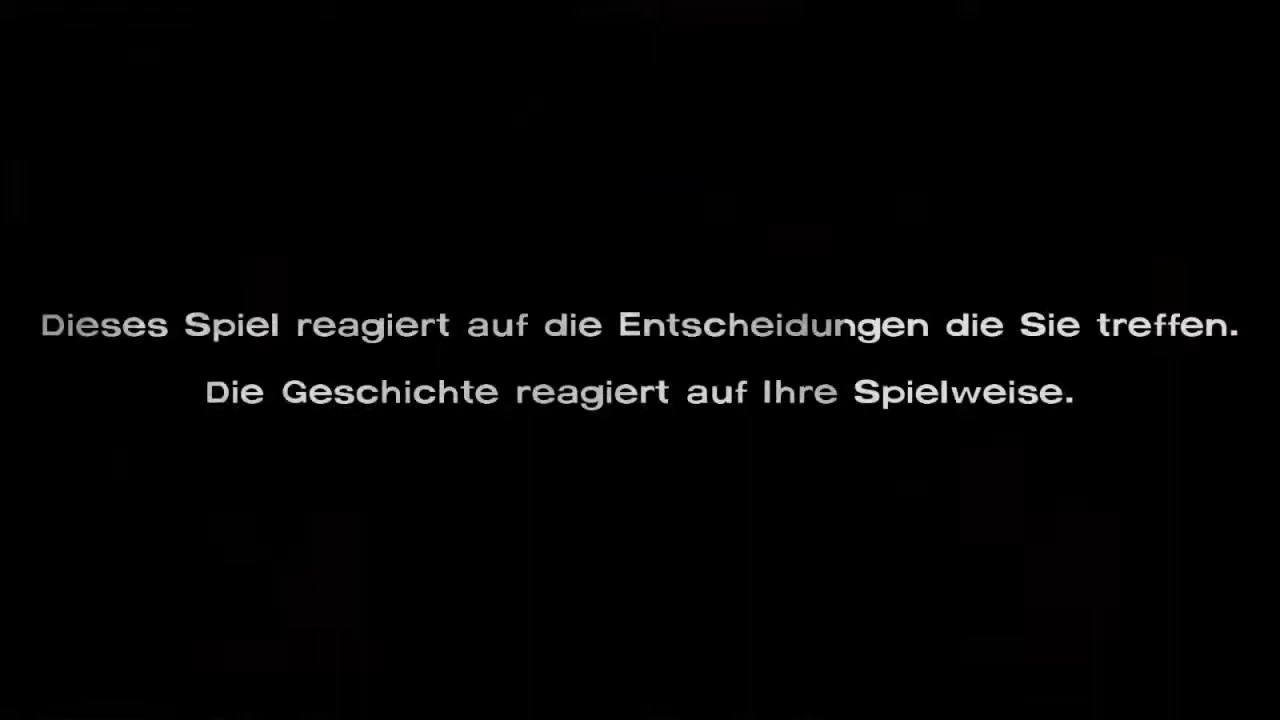 Dieses Spiel reagiert auf die Entscheidungen die Sie treffen.
Die Geschichte reagiert auf Ihre Spielweise.